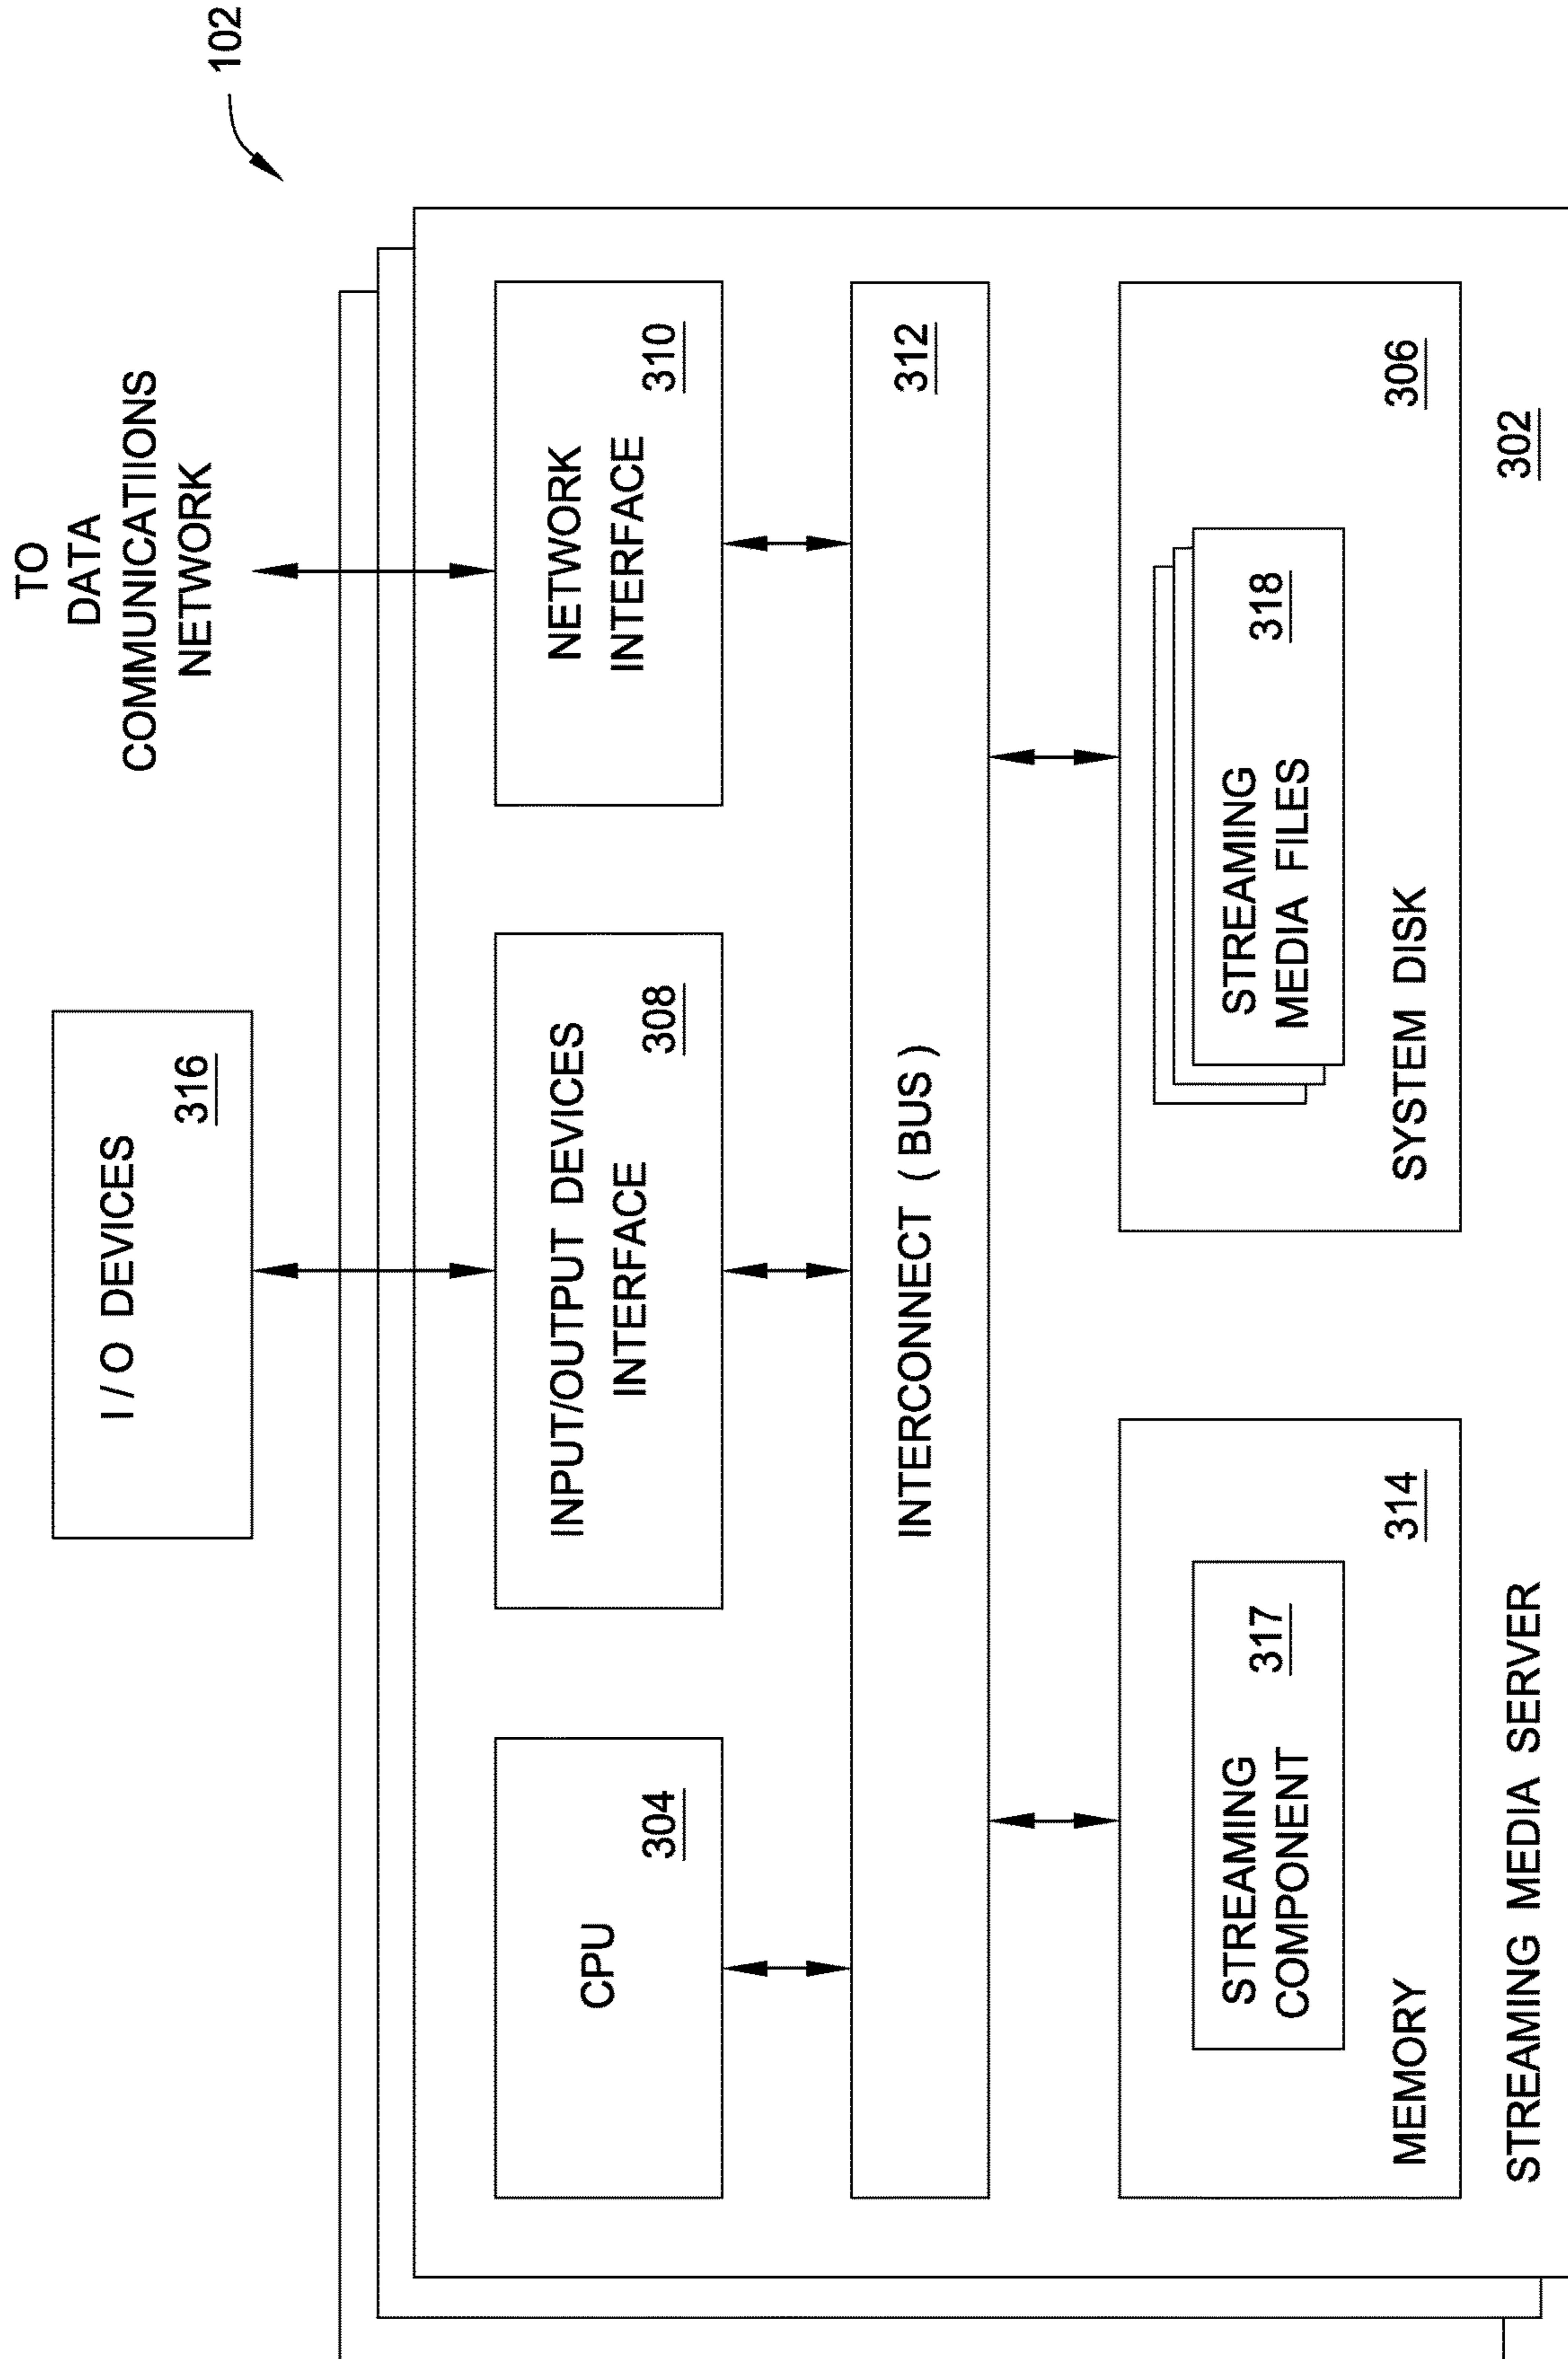 TO
DATA
COMMUNICATIIONS
NETWORK
102
I / O DEVICES
316
CPU
304
INPUT/OUTPUT DEVICES
INTERFACE
308
NETWORK
INTERFACE
310
INTERCONNECT ( BUS )
312
STREAMING
COMPONENT
317
MEMORY
314
STREAMING
MEDIA FILES
318
SYSTEM DISK
306
STREAMING MEDIA SERVER
302